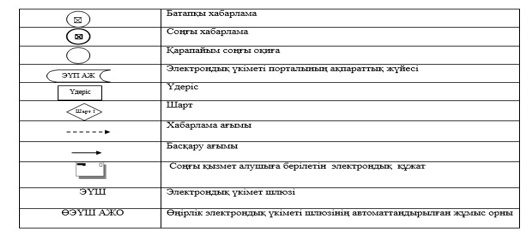 Батапқы хабарлама
Соңғы хабарлама
Қарапайым соңғы оқиға
ЭҮП АЖ Электрондық үкіметі порталының ақпараттық жүйесі
Үдеріс Үдеріс
Шарт 1 Шарт
Хабарлама ағымы
Басқару ағымы
Соңғы қызмет алушыға берілетін электрондық құжат
ЭҮШ Электрондық үкімет шлюзі
ӨЭҮШ АЖО Өңірлік электрондық үкіметі шлюзінің автоматтандырылған жұмыс орны